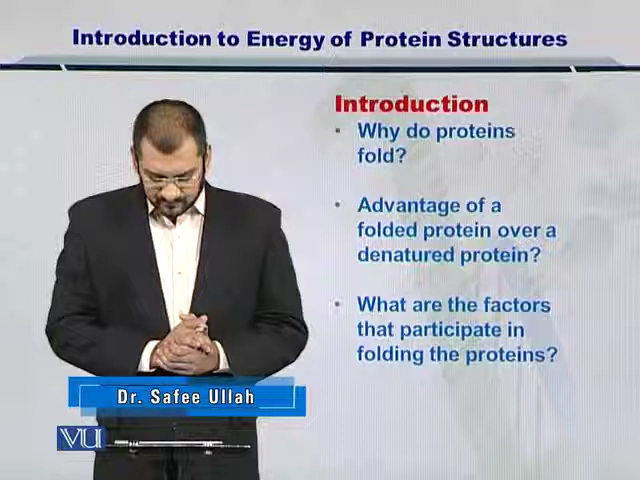 Introduction to Energy of Protein Structures
Introduction
• Why do proteins
fold?
• Advantage of a
folded protein over a
denatured protein?
• What are the factors
that participate in
folding the proteins?
Dr. Safee Ullah
VU